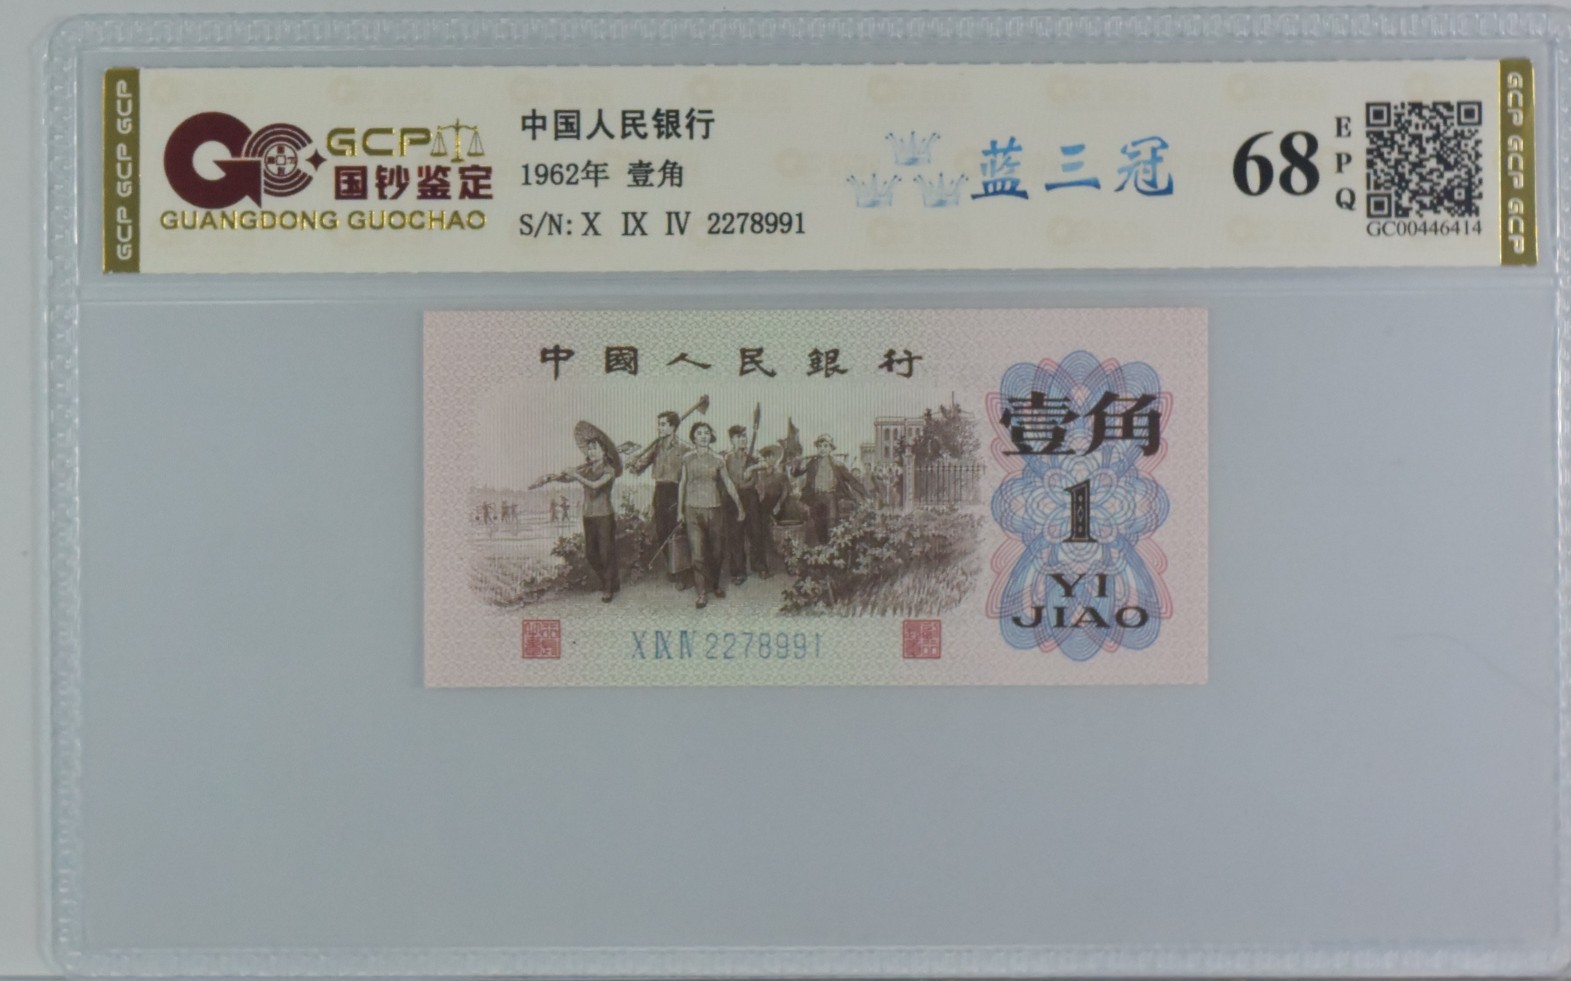 GCP GCP GCP
GCP
国钞鉴定
GUANGDONG GUOCHAO
中国人民银行
1962年 壹角
S/N: X IX IV 2278991
蓝三冠
68
EPQ
GC00446414
GCP GCP GCP
中國人民銀行
壹角
1
YI
JIAO
X IX IV 2278991